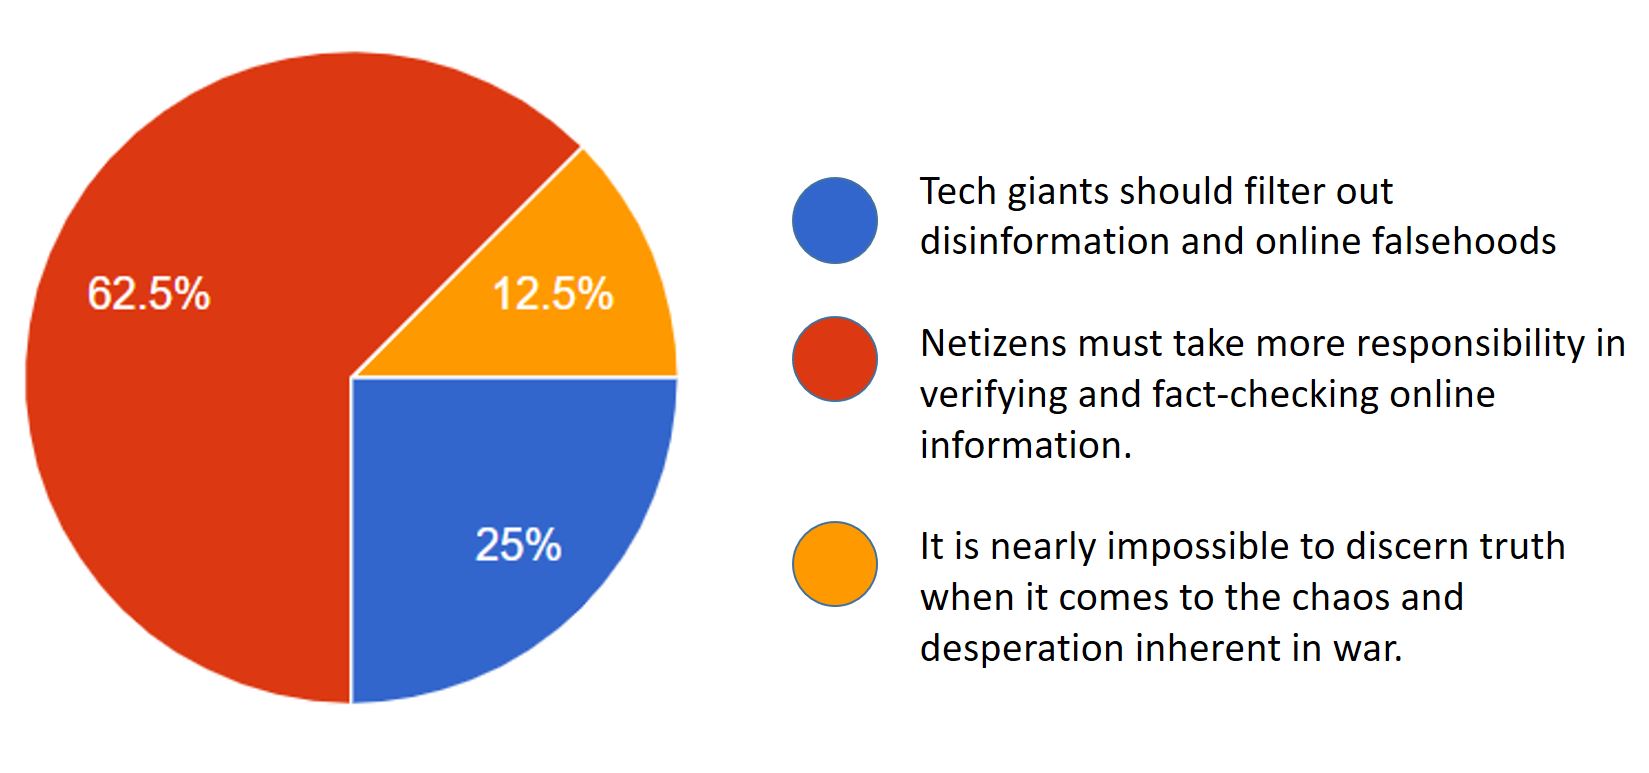 62.5%
12.5%
25%
Tech giants should filter out
disinformation and online falsehoods
Netizens must take more responsibility in
verifying and fact-checking online
information.
It is nearly impossible to discern truth
when it comes to the chaos and
desperation inherent in war.